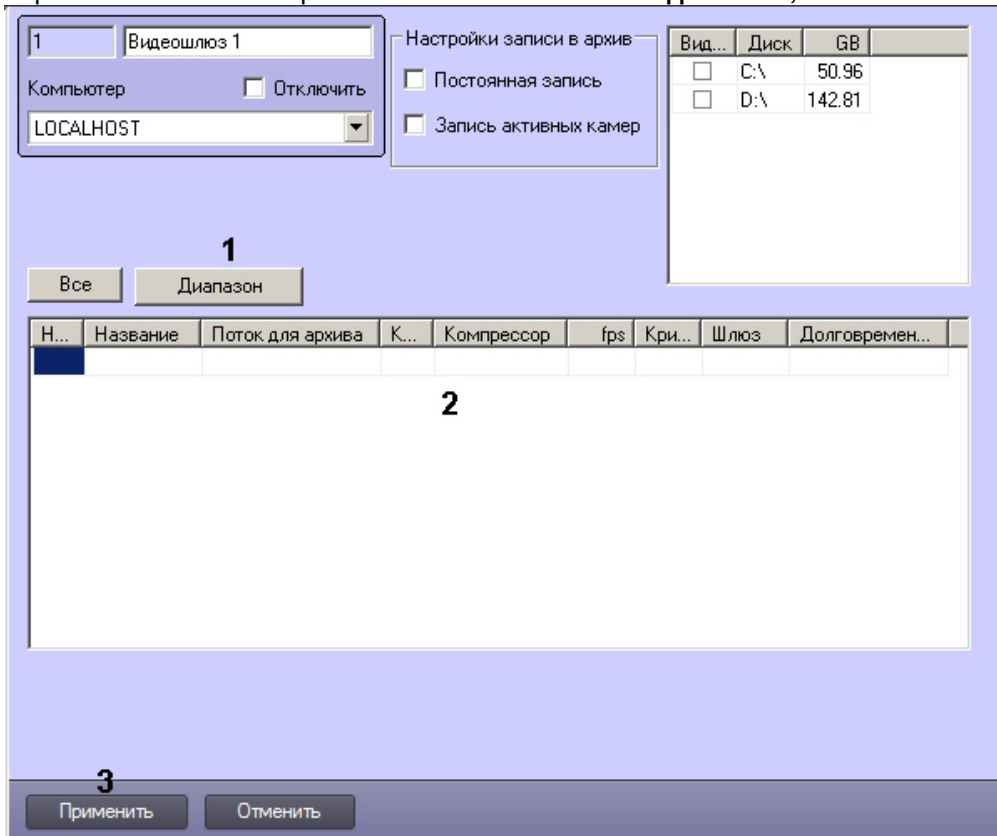 1 Видеошлюз 1
Компьютер Отключить
LOCALHOST
Настройки записи в архив
Постоянная запись
Запись активных камер
Вид... Диск GB
C:\ 50.96
D:\ 142.81
1
Все Диапазон
Н... Название Поток для архива К... Компрессор fps Кри... Шлюз Долговремен...
2
3
Применить Отменить